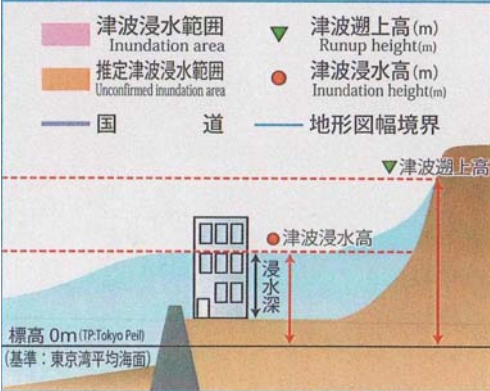 津波浸水範囲
Inundation area
津波遡上高(m)
Runup height(m)
推定津波浸水範囲
Unconfirmed inundation area
津波浸水高(m)
Inundation height(m)
国道
地形図幅境界
津波遡上高
津波浸水高
浸水深
標高 0m (TP:Tokyo Peil)
(基準:東京湾平均海面)